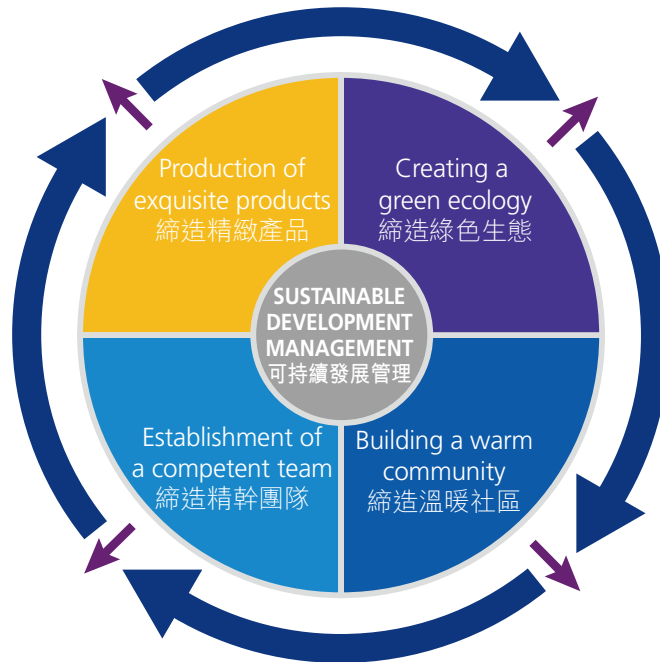 Production of
exquisite products
締造精緻產品
Creating a
green ecology
締造綠色生態
SUSTAINABLE
DEVELOPMENT
MANAGEMENT
可持續發展管理
Establishment of
a competent team
締造精幹團隊
Building a warm
community
締造溫暖社區